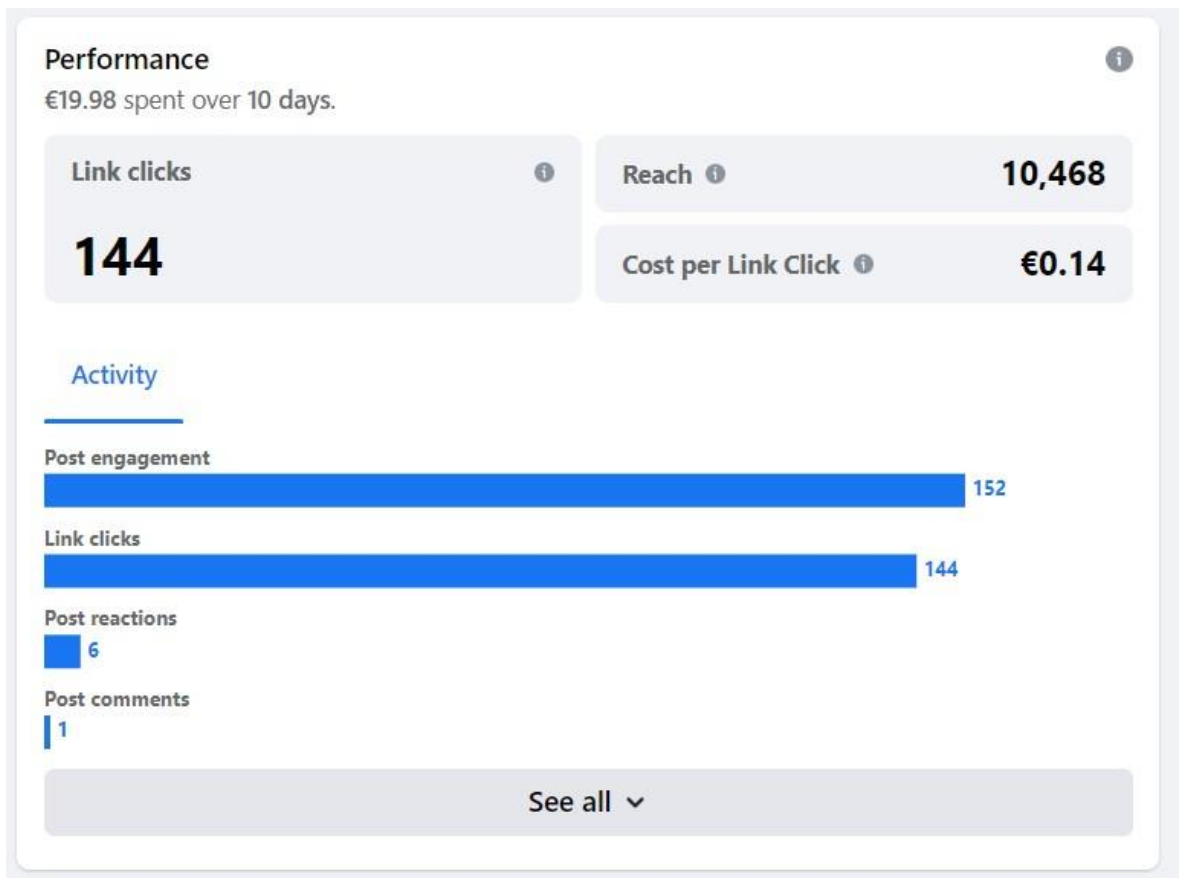 Performance
€19.98 spent over 10 days.
Link clicks
144
Reach
10,468
Cost per Link Click
€0.14
Activity
Post engagement
152
Link clicks
144
Post reactions
6
Post comments
1
See all